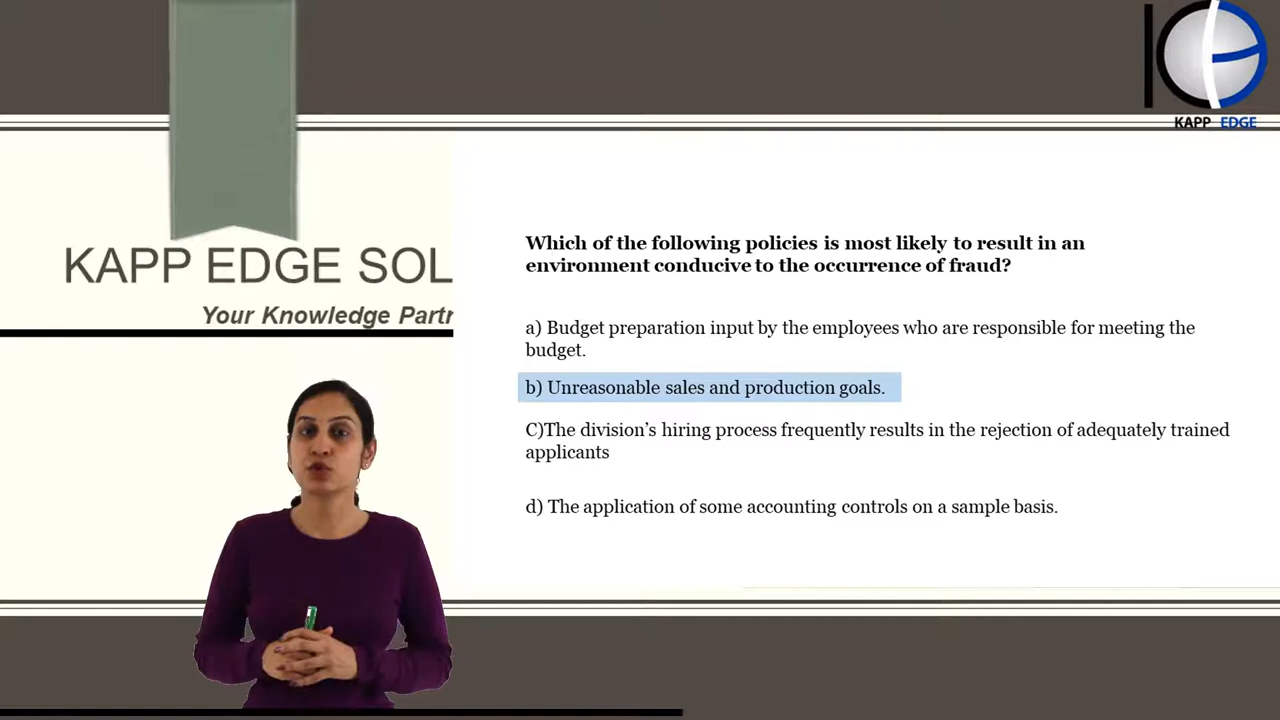 KAPP EDGE
KAPP EDGE SOL
Your Knowledge Partr
Which of the following policies is most likely to result in an
environment conducive to the occurrence of fraud?
a) Budget preparation input by the employees who are responsible for meeting the
budget.
b) Unreasonable sales and production goals.
C)The division's hiring process frequently results in the rejection of adequately trained
applicants
d) The application of some accounting controls on a sample basis.